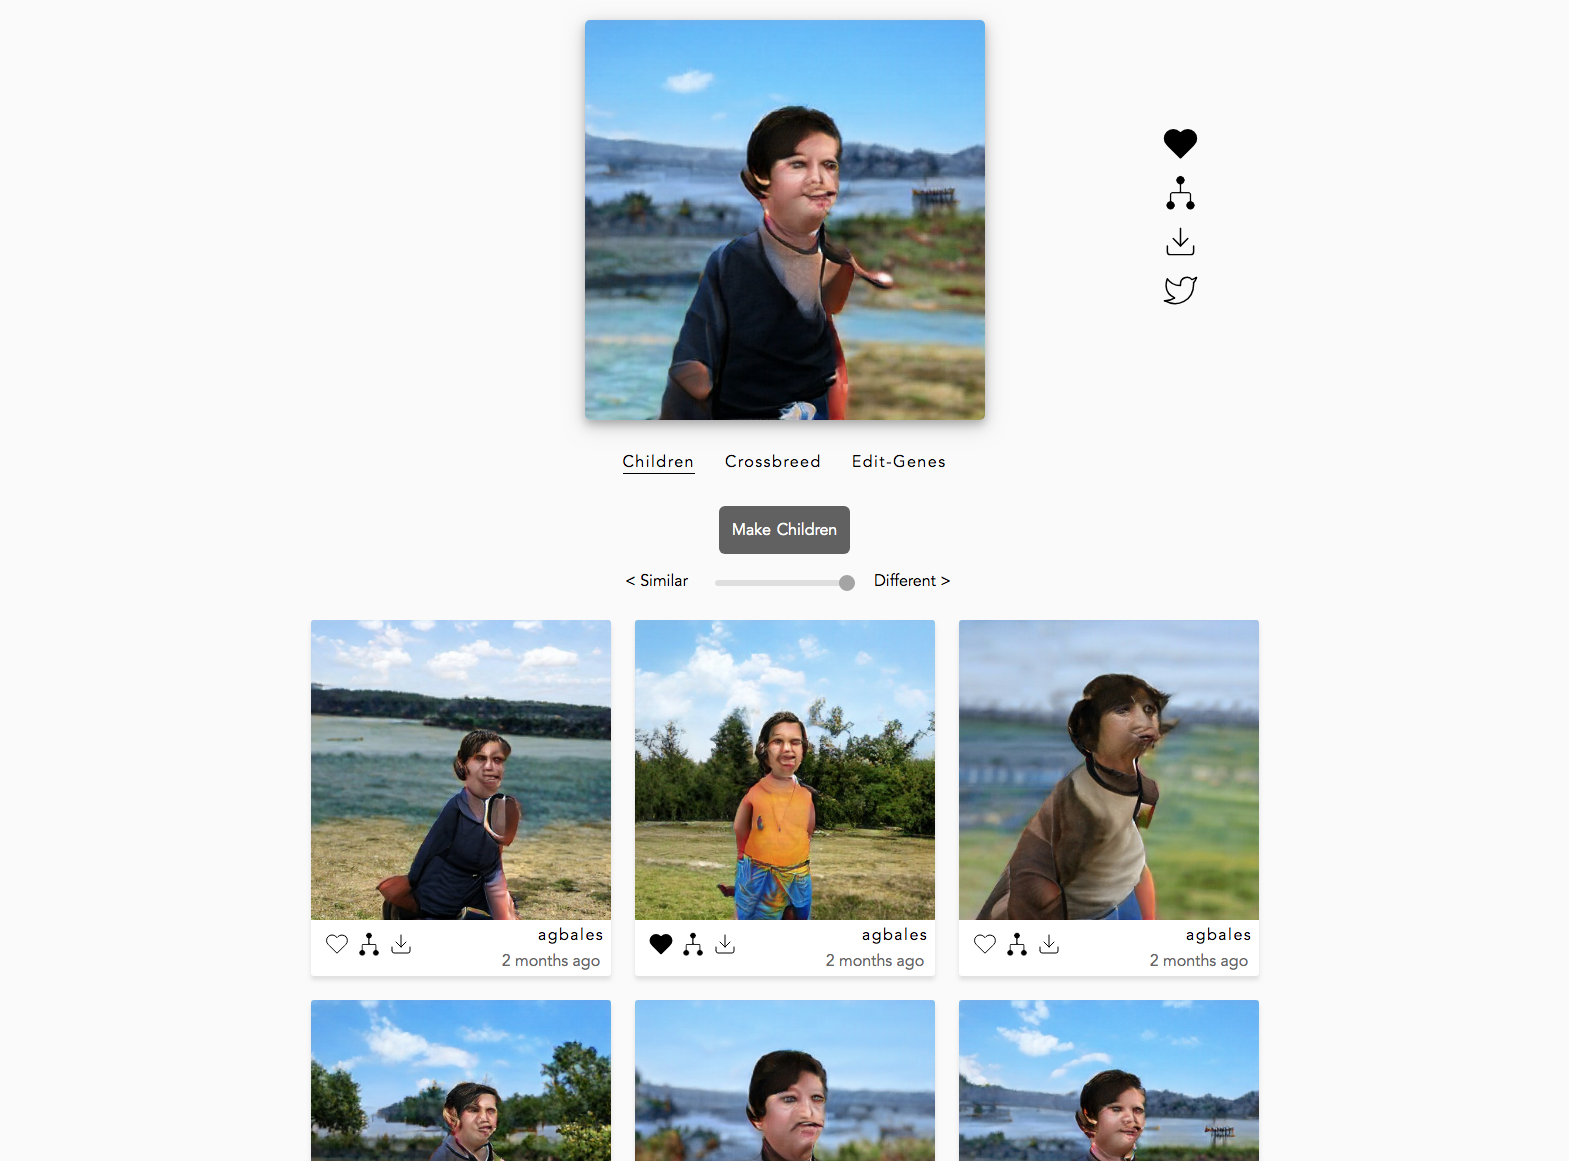 Children Crossbreed Edit-Genes
Make Children
< Similar Different >
agbales agbales agbales
2 months ago 2 months ago 2 months ago